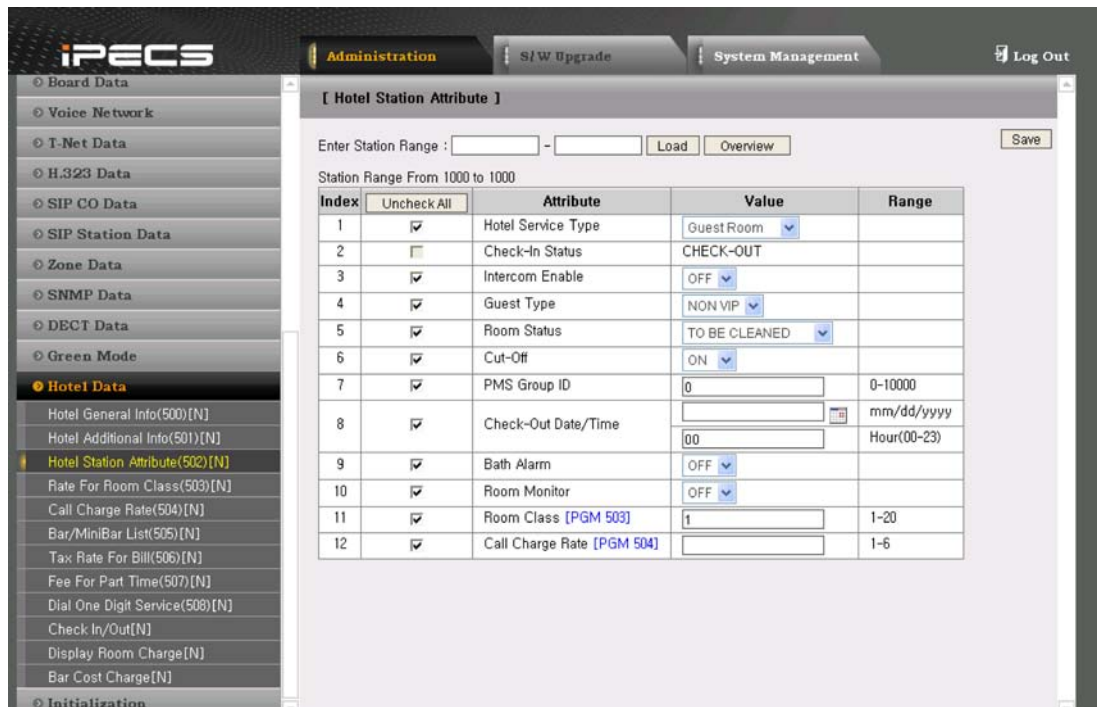 iPECS
Administration
S/W Upgrade
System Management
Log Out
Board Data
Voice Network
T-Net Data
H.323 Data
SIP CO Data
SIP Station Data
Zone Data
SNMP Data
DECT Data
Green Mode
Hotel Data
Hotel General Info(500)[N]
Hotel Additional Info(501)[N]
Hotel Station Attribute(502)[N]
Rate For Room Class(503)[N]
Call Charge Rate(504)[N]
Bar/MiniBar List(505)[N]
Tax Rate For Bill(506)[N]
Fee For Part Time(507)[N]
Dial One Digit Service(508)[N]
Check In/Out[N]
Display Room Charge[N]
Bar Cost Charge[N]
Initialization
[ Hotel Station Attribute ]
Enter Station Range : - Load Overview Save
Station Range From 1000 to 1000
Index Uncheck All Attribute Value Range
1 Hotel Service Type Guest Room
2 Check-In Status CHECK-OUT
3 Intercom Enable OFF
4 Guest Type NON VIP
5 Room Status TO BE CLEANED
6 Cut-Off ON
7 PMS Group ID 0 0-10000
8 Check-Out Date/Time mm/dd/yyyy
00 Hour(00-23)
9 Bath Alarm OFF
10 Room Monitor OFF
11 Room Class [PGM 503] 1 1-20
12 Call Charge Rate [PGM 504] 1-6